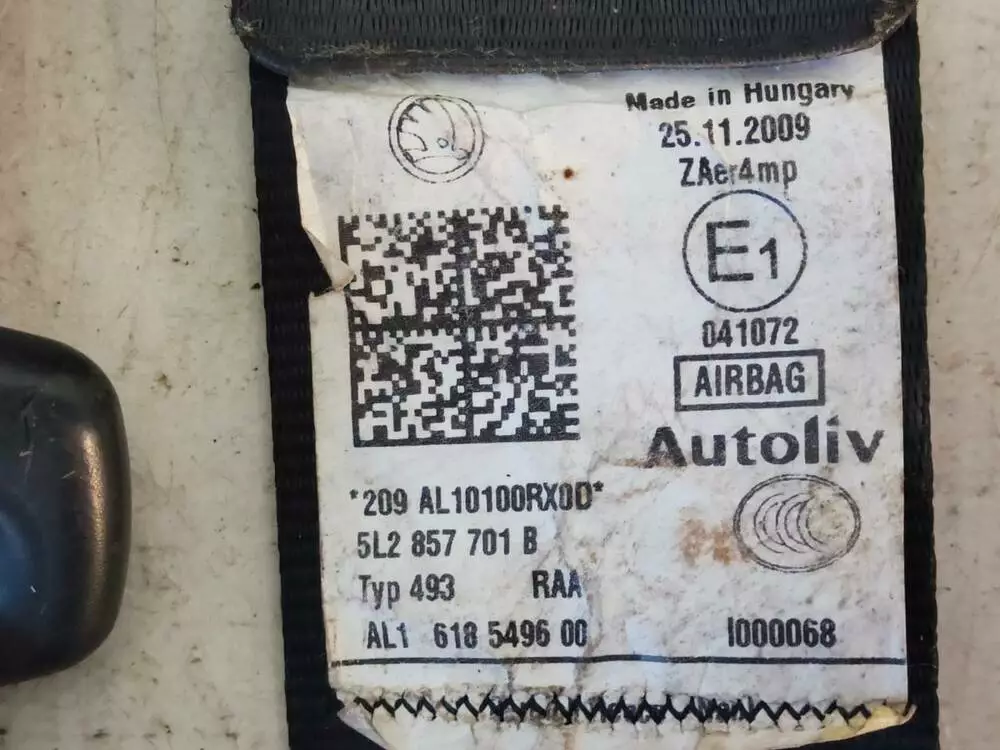 Made in Hungary
25.11.2009
ZAer4mp
E1
041072
AIRBAG
Autoliv
*209 AL10100RX0D*
5L2 857 701 B
Typ 493 RAA
AL1 618 5496 00 I000068